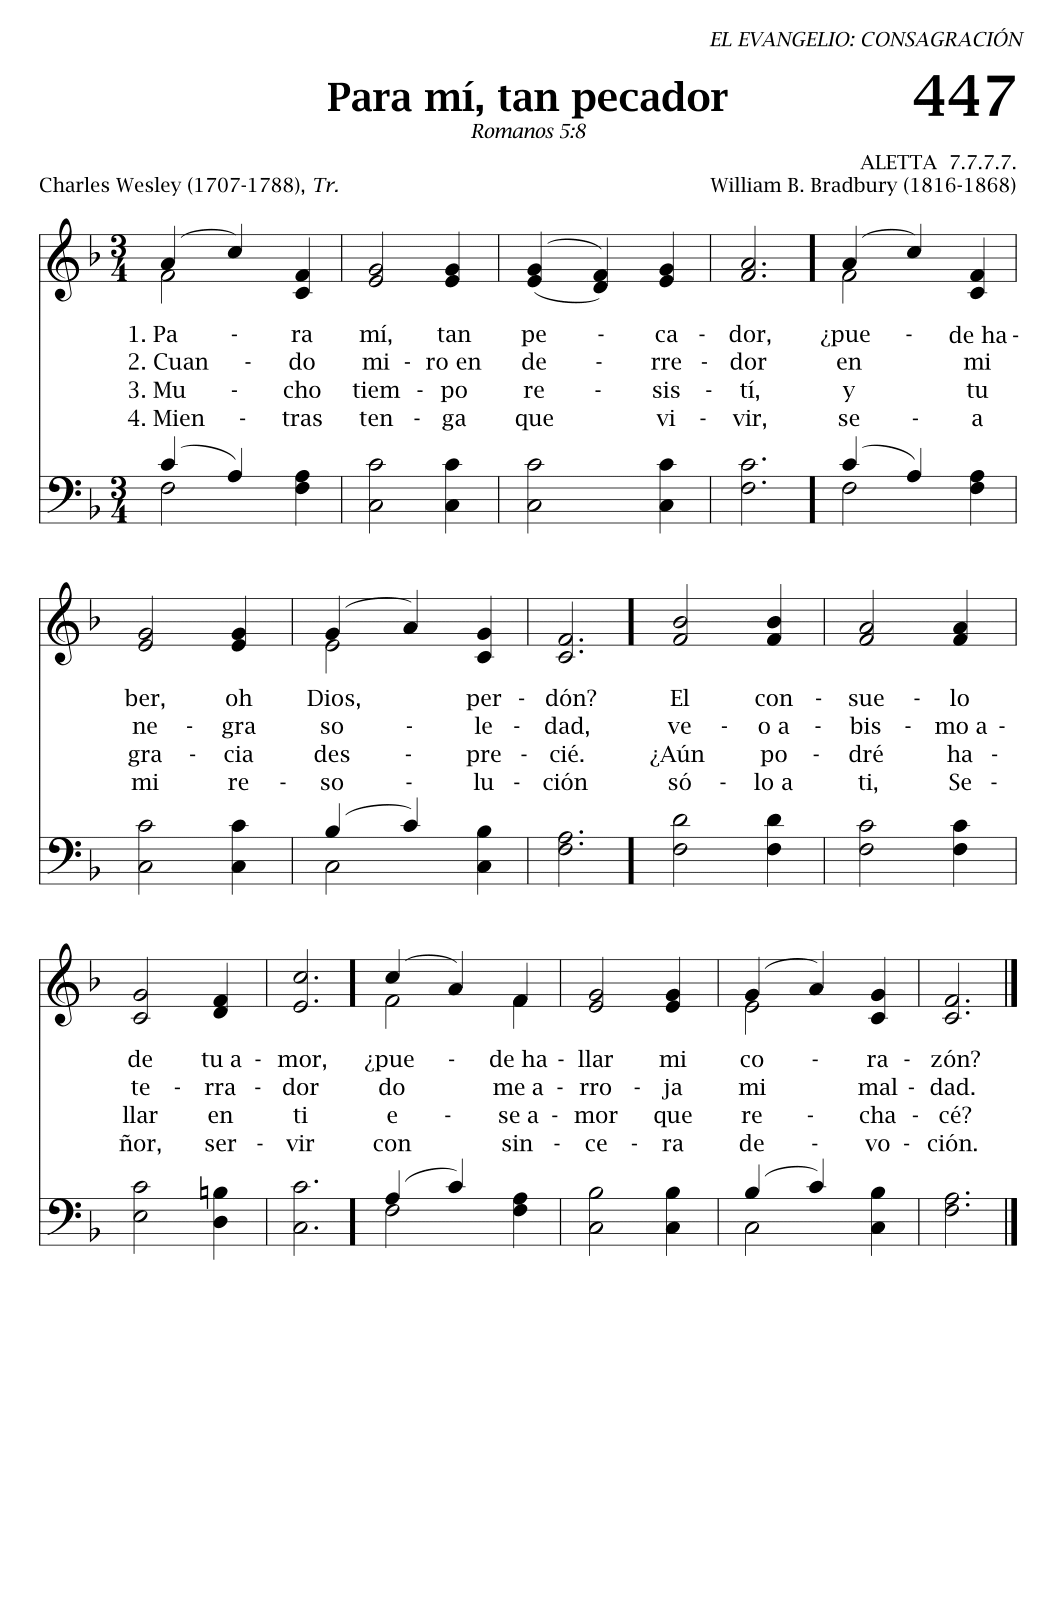 EL EVANGELIO: CONSAGRACIÓN
Para mí, tan pecador 447
Romanos 5:8
ALETTA 7.7.7.7.
Charles Wesley (1707-1788), Tr. William B. Bradbury (1816-1868)
3 4
1. Pa - ra mí, tan pe - ca - dor, ¿pue - de ha -
2. Cuan - do mi - ro en de - rre - dor en mi
3. Mu - cho tiem - po re - sis - tí, y tu
4. Mien - tras ten - ga que vi - vir, se - a
3 4
ber, oh Dios, per - dón? El con - sue - lo
ne - gra so - le - dad, ve - o a - bis - mo a -
gra - cia des - pre - cié. ¿Aún po - dré ha -
mi re - so - lu - ción só - lo a ti, Se -
de tu a - mor, ¿pue - de ha - llar mi co - ra - zón?
te - rra - dor do me a - rro - ja mi mal - dad.
llar en ti e - se a - mor que re - cha - cé?
ñor, ser - vir con sin - ce - ra de - vo - ción.